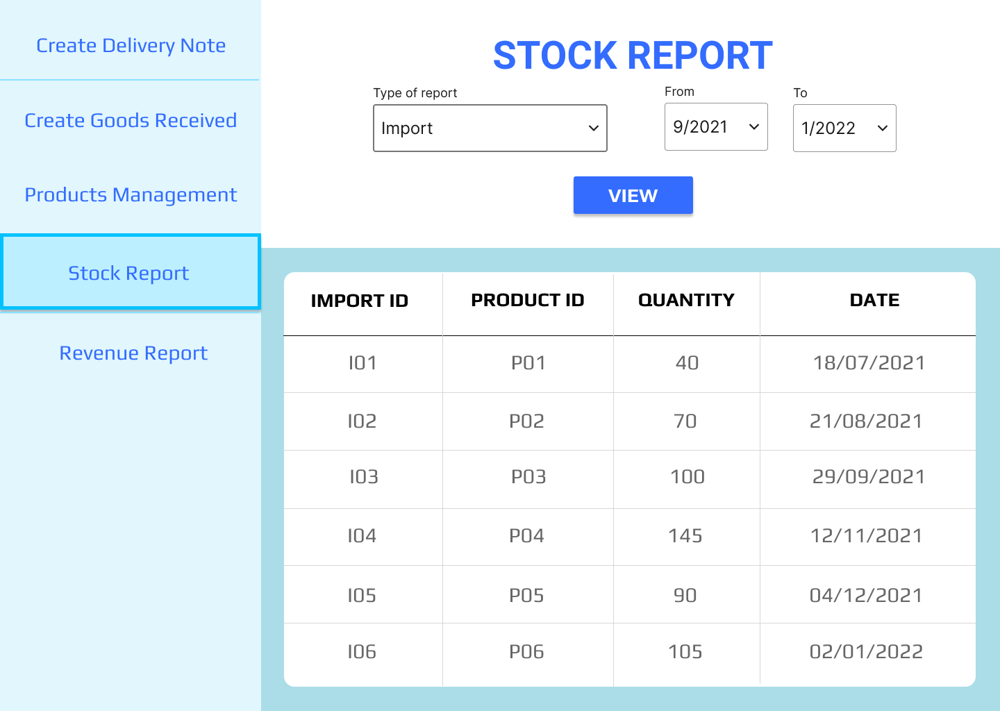 Create Delivery Note
Create Goods Received
Products Management
Stock Report
Revenue Report
STOCK REPORT
Type of report
From
To
Import
9/2021
1/2022
VIEW
IMPORT ID PRODUCT ID QUANTITY DATE
I01 P01 40 18/07/2021
I02 P02 70 21/08/2021
I03 P03 100 29/09/2021
I04 P04 145 12/11/2021
I05 P05 90 04/12/2021
I06 P06 105 02/01/2022